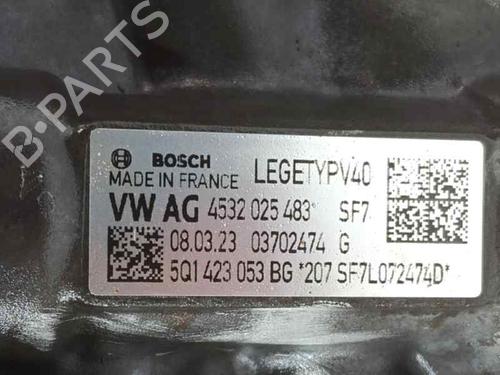 BOSCH
MADE IN FRANCE LEGETYPV40
VW AG 4532 025 483 SF7
08.03.23 03702474 G
5Q1 423 053 BG *207 SF7L072474D*
B-PARTS